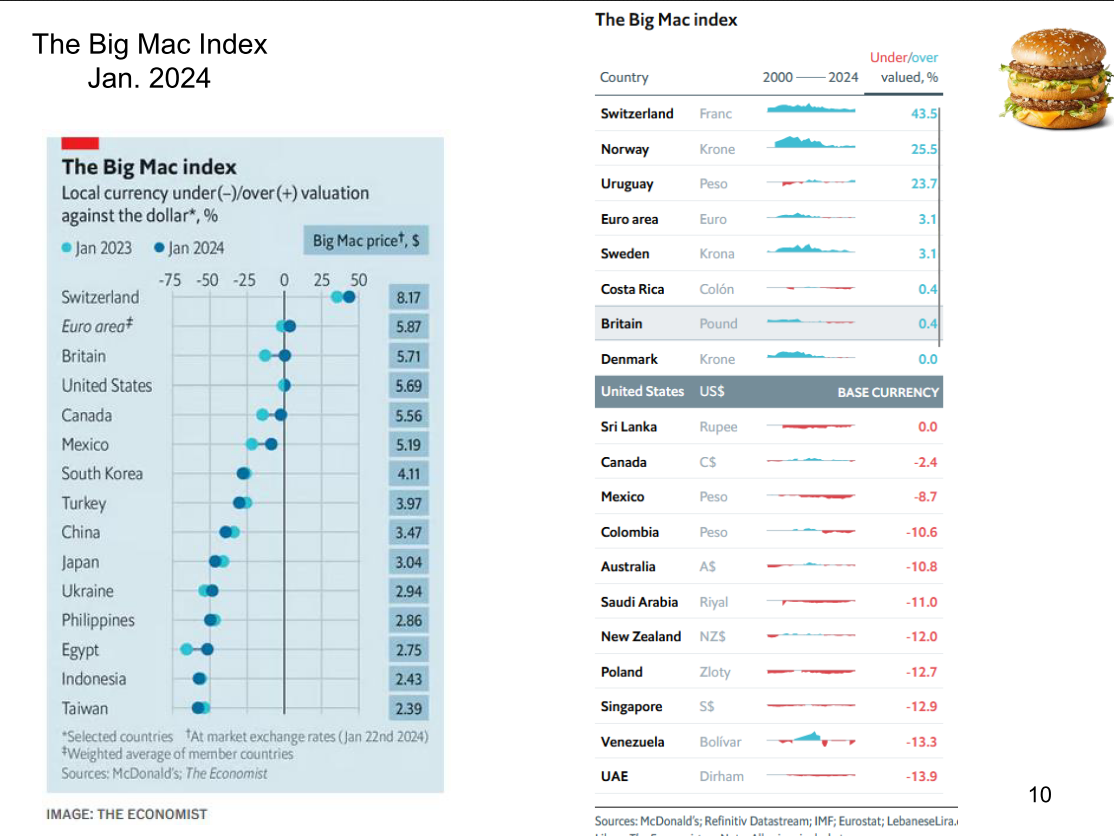 The Big Mac Index
Jan. 2024
The Big Mac index
Local currency under(–)/over(+) valuation
against the dollar*, %
Jan 2023 Jan 2024
Big Mac price†, $
-75 -50 -25 0 25 50
Switzerland 8.17
Euro area‡ 5.87
Britain 5.71
United States 5.69
Canada 5.56
Mexico 5.19
South Korea 4.11
Turkey 3.97
China 3.47
Japan 3.04
Ukraine 2.94
Philippines 2.86
Egypt 2.75
Indonesia 2.43
Taiwan 2.39
*Selected countries †At market exchange rates (Jan 22nd 2024)
‡Weighted average of member countries
Sources: McDonald's; The Economist
IMAGE: THE ECONOMIST
The Big Mac index
Under/over
Country 2000 2024 valued, %
Switzerland Franc 43.5
Norway Krone 25.5
Uruguay Peso 23.7
Euro area Euro 3.1
Sweden Krona 3.1
Costa Rica Colón 0.4
Britain Pound 0.4
Denmark Krone 0.0
United States US$ BASE CURRENCY
Sri Lanka Rupee 0.0
Canada C$ -2.4
Mexico Peso -8.7
Colombia Peso -10.6
Australia A$ -10.8
Saudi Arabia Riyal -11.0
New Zealand NZ$ -12.0
Poland Zloty -12.7
Singapore S$ -12.9
Venezuela Bolívar -13.3
UAE Dirham -13.9
Sources: McDonald's; Refinitiv Datastream; IMF; Eurostat; LebaneseLira.
10